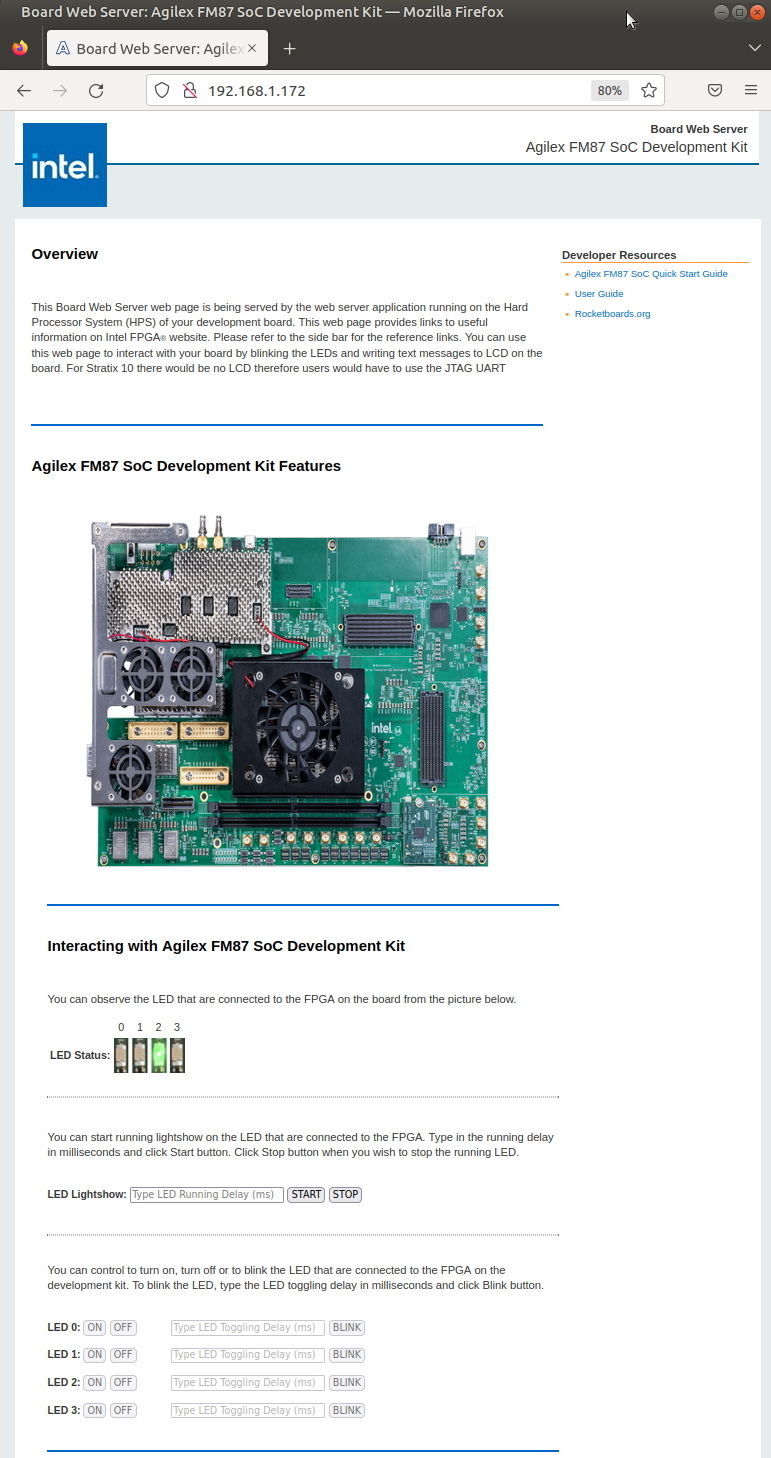 Board Web Server: Agilex FM87 SoC Development Kit — Mozilla Firefox
Board Web Server: Agilex
192.168.1.172
80%
intel.
Board Web Server
Agilex FM87 SoC Development Kit
Overview
This Board Web Server web page is being served by the web server application running on the Hard
Processor System (HPS) of your development board. This web page provides links to useful
information on Intel FPGA® website. Please refer to the side bar for the reference links. You can use
this web page to interact with your board by blinking the LEDs and writing text messages to LCD on the
board. For Stratix 10 there would be no LCD therefore users would have to use the JTAG UART
Developer Resources
Agilex FM87 SoC Quick Start Guide
User Guide
Rocketboards.org
Agilex FM87 SoC Development Kit Features
intel.
Interacting with Agilex FM87 SoC Development Kit
You can observe the LED that are connected to the FPGA on the board from the picture below.
0 1 2 3
LED Status:
You can start running lightshow on the LED that are connected to the FPGA. Type in the running delay
in milliseconds and click Start button. Click Stop button when you wish to stop the running LED.
LED Lightshow: Type LED Running Delay (ms) START STOP
You can control to turn on, turn off or to blink the LED that are connected to the FPGA on the
development kit. To blink the LED, type the LED toggling delay in milliseconds and click Blink button.
LED 0: ON OFF Type LED Toggling Delay (ms) BLINK
LED 1: ON OFF Type LED Toggling Delay (ms) BLINK
LED 2: ON OFF Type LED Toggling Delay (ms) BLINK
LED 3: ON OFF Type LED Toggling Delay (ms) BLINK